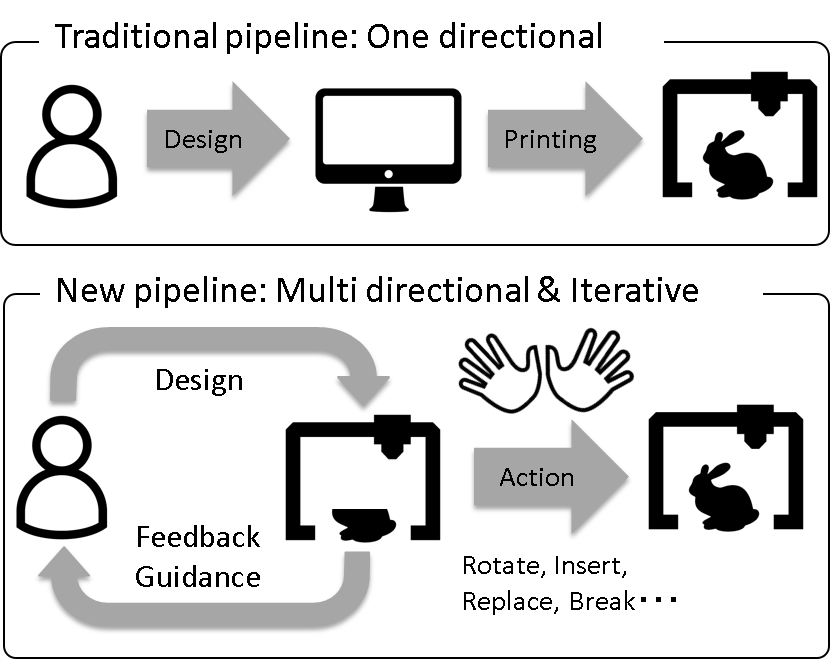 Traditional pipeline: One directional
Design
Printing
New pipeline: Multi directional & Iterative
Design
Feedback
Guidance
Action
Rotate, Insert,
Replace, Break・・・